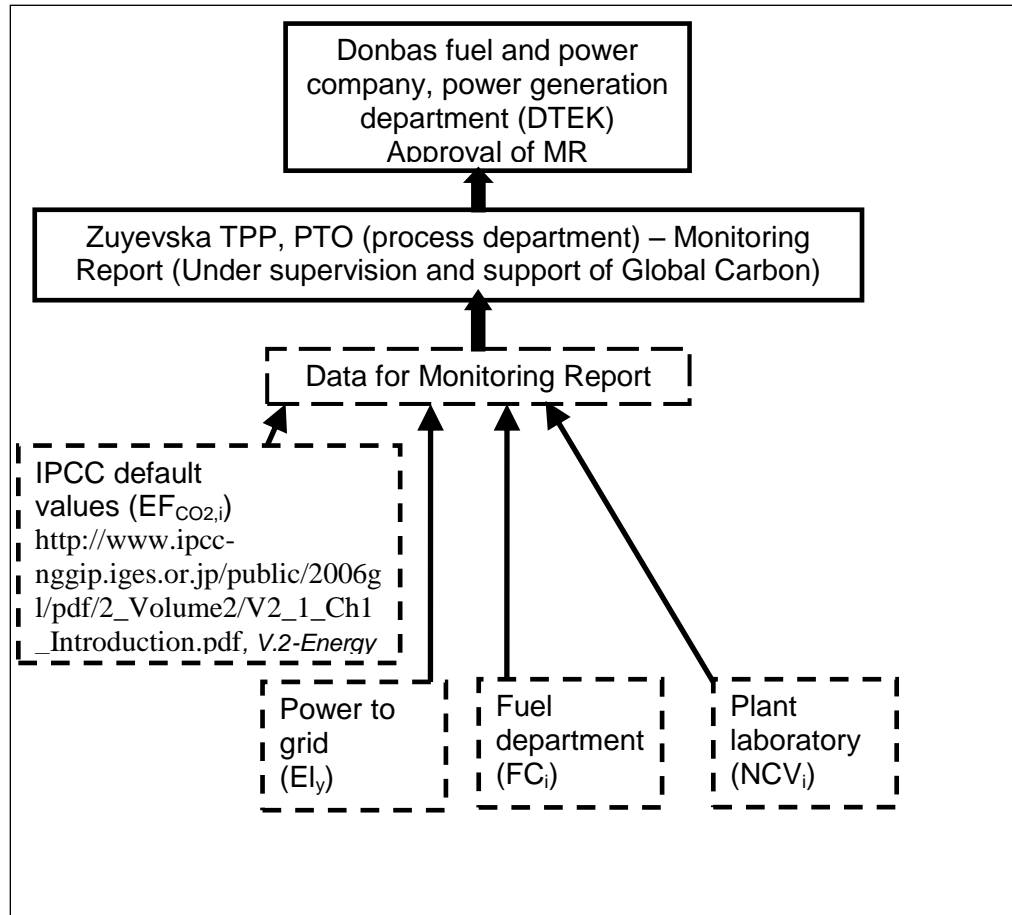 Donbas fuel and power
company, power generation
department (DTEK)
Approval of MR
Zuyevska TPP, PTO (process department) – Monitoring
Report (Under supervision and support of Global Carbon)
Data for Monitoring Report
IPCC default
values (EFCO2,i)
http://www.ipcc-
nggip.iges.or.jp/public/2006g
l/pdf/2_Volume2/V2_1_Ch1
_Introduction.pdf, V.2-Energy
Power to
grid
(Ely)
Fuel
department
(FCi)
Plant
laboratory
(NCVi)